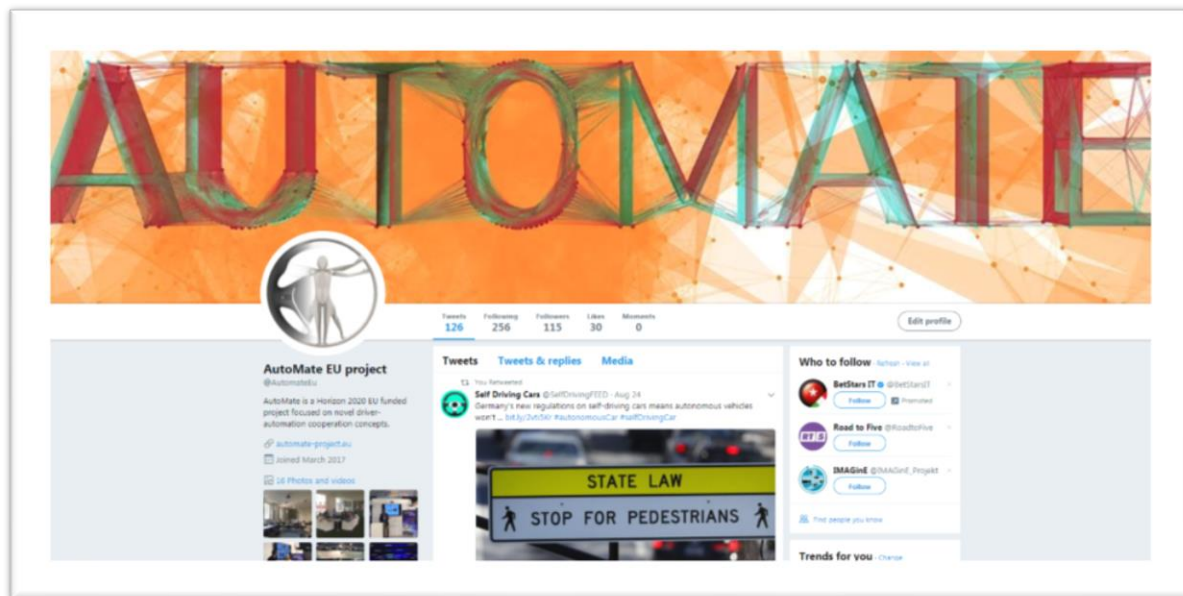 AUTOMATE
Tweets Following Followers Likes Moments
126 256 115 30 0
Edit profile
AutoMate EU project
@AutomateEu
AutoMate is a Horizon 2020 EU funded
project focused on novel driver-
automation cooperation concepts.
automate-project.eu
Joined March 2017
16 Photos and videos
Tweets Tweets & replies Media
You Retweeted
Self Driving Cars @SelfDrivingFEED · Aug 24
Germany's new regulations on self-driving cars means autonomous vehicles
won't ... #autonomousCar #selfDrivingCar
STATE LAW
STOP FOR PEDESTRIANS
Who to follow · Refresh · View all
BetStars IT @BetStarsIT
Follow Promoted
RTS
Road to Five @RoadtoFive
Follow
IMAGinE @IMAGinE_Projekt
Follow
Find people you know
Trends for you · Change